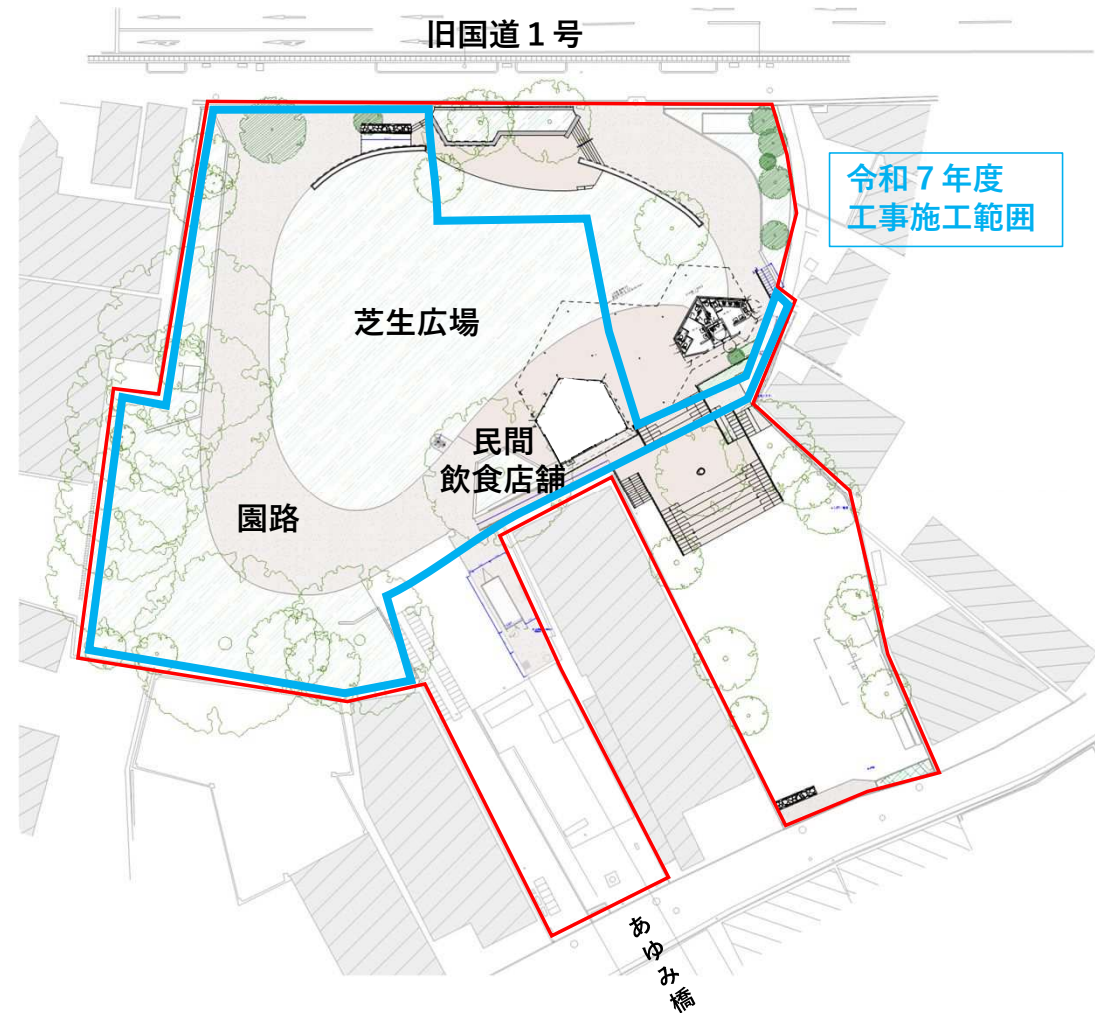 旧国道１号
令和７年度
工事施工範囲
芝生広場
民間
飲食店舗
園路
あゆみ橋